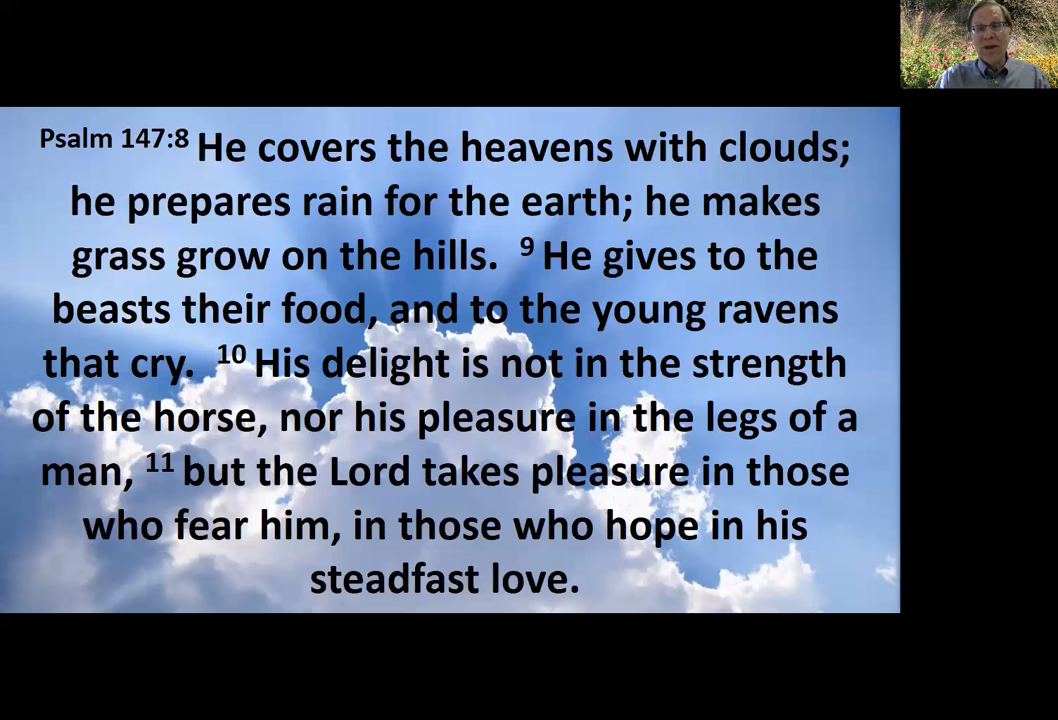 Psalm 147:8 He covers the heavens with clouds;
he prepares rain for the earth; he makes
grass grow on the hills. 9 He gives to the
beasts their food, and to the young ravens
that cry. 10 His delight is not in the strength
of the horse, nor his pleasure in the legs of a
man, 11 but the Lord takes pleasure in those
who fear him, in those who hope in his
steadfast love.